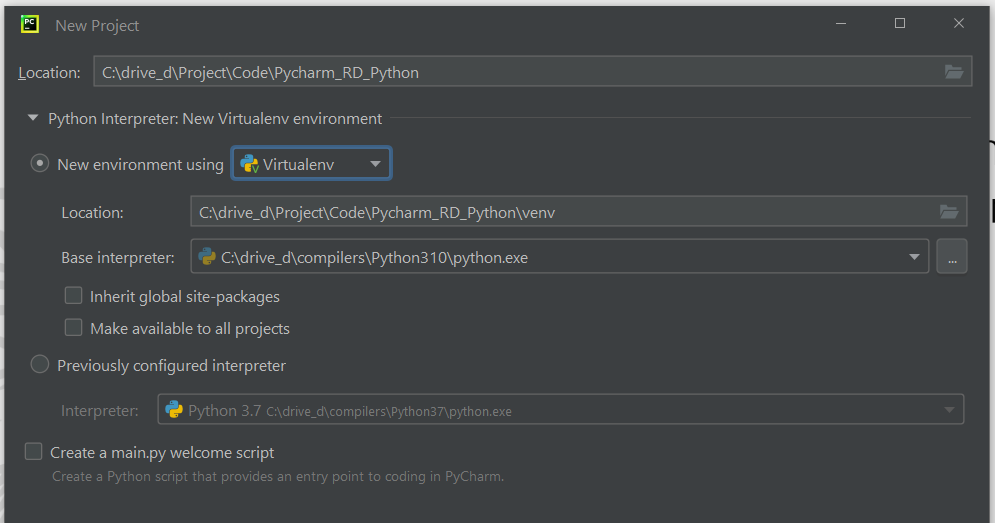 PC
New Project
Location: C:\drive_d\Project\Code\Pycharm_RD_Python
Python Interpreter: New Virtualenv environment
New environment using Virtualenv
Location: C:\drive_d\Project\Code\Pycharm_RD_Python\venv
Base interpreter: C:\drive_d\compilers\Python310\python.exe ...
Inherit global site-packages
Make available to all projects
Previously configured interpreter
Interpreter: Python 3.7 C:\drive_d\compilers\Python37\python.exe
Create a main.py welcome script
Create a Python script that provides an entry point to coding in PyCharm.